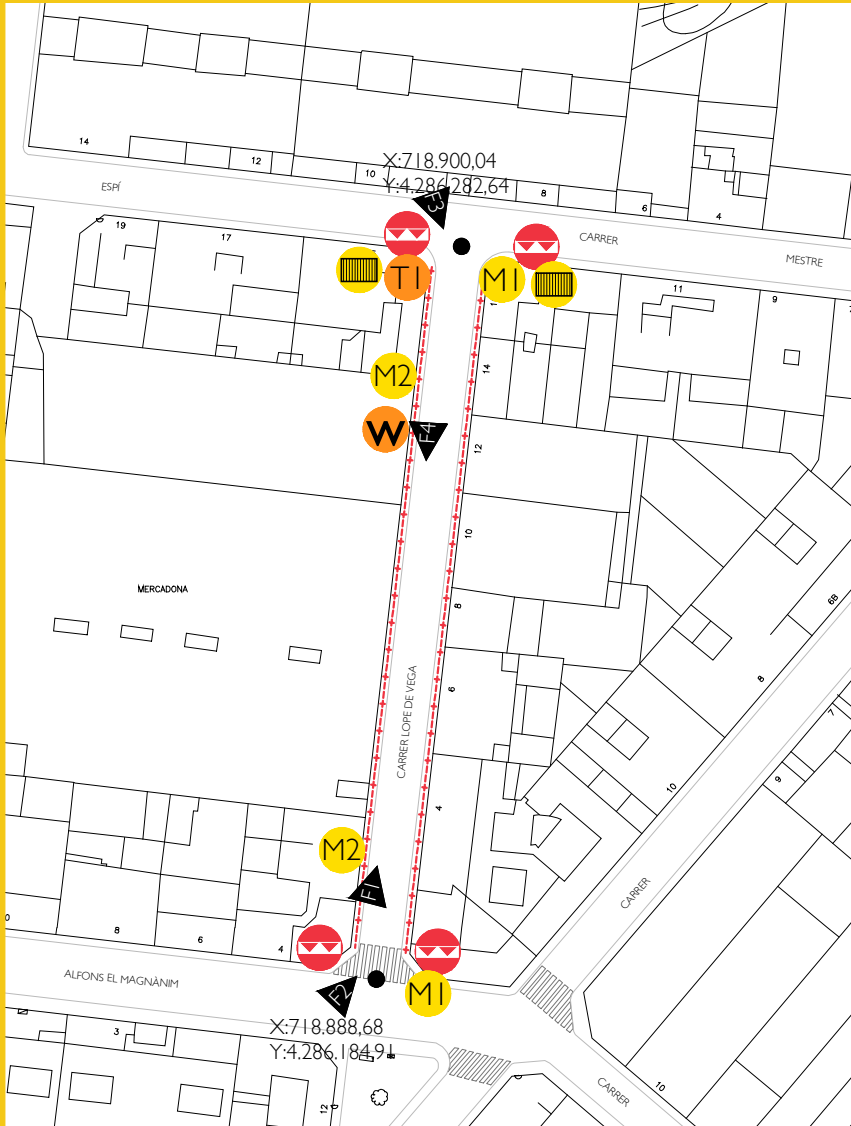 14
12
10
X:718.900,04
Y:4.286.282,64
8
6
4
ESPÍ
19
17
F3
CARRER
MESTRE
T1
M1
11
9
M2
14
W
F4
12
10
MERCADONA
8
6B
6
8
CARRER LOPE DE VEGA
7
9
10
4
M2
F1
CARRER
8
6
4
ALFONS EL MAGNÀNIM
F2
M1
X:718.888,68
Y:4.286.184,91
3
12
CARRER
10